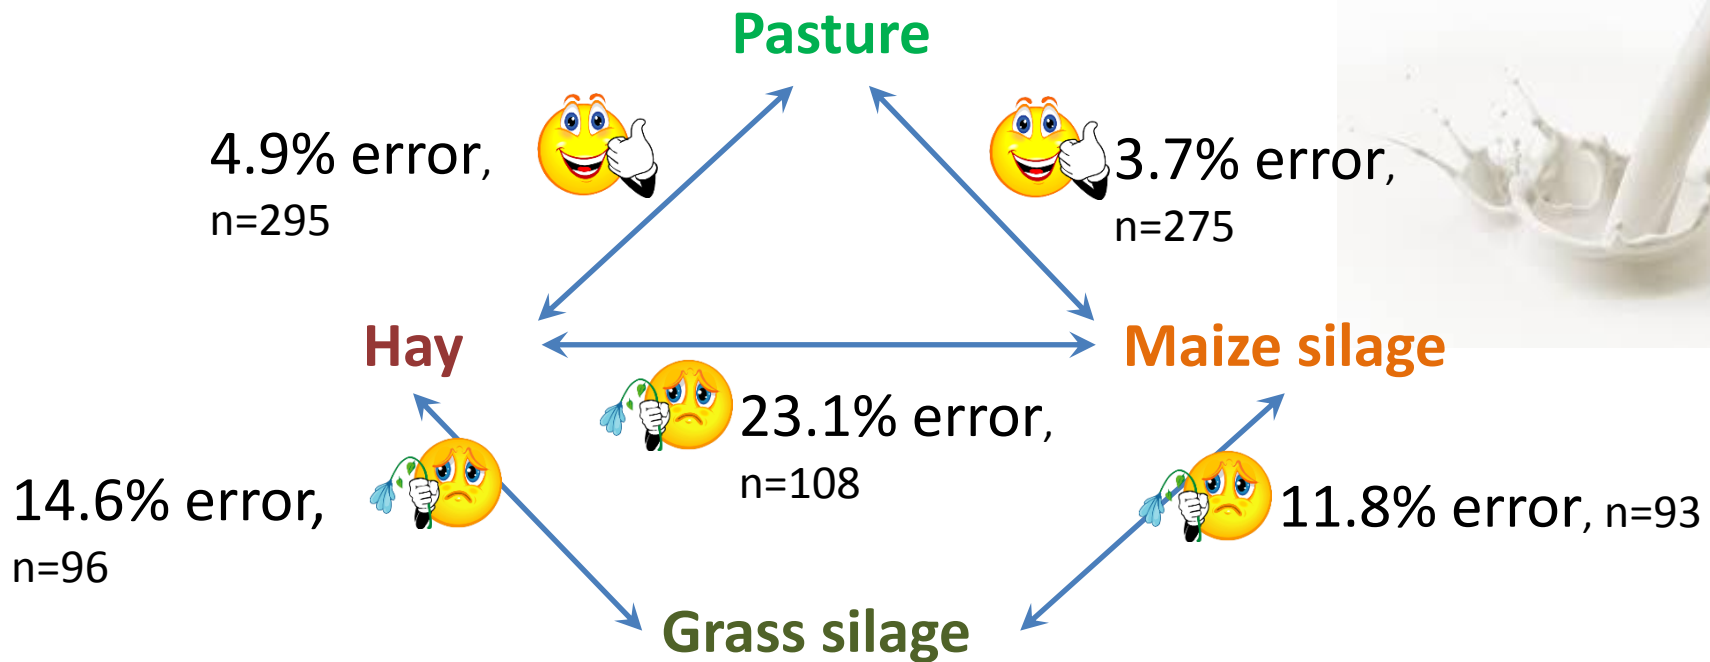 Pasture
4.9% error,
n=295
3.7% error,
n=275
Hay
Maize silage
23.1% error,
n=108
14.6% error,
n=96
11.8% error, n=93
Grass silage